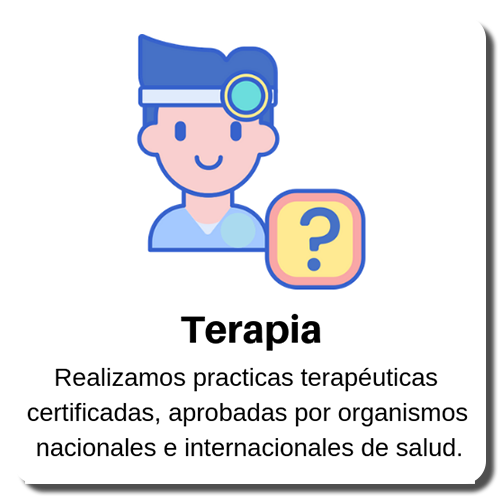 ?
Terapia
Realizamos practicas terapéuticas
certificadas, aprobadas por organismos
nacionales e internacionales de salud.